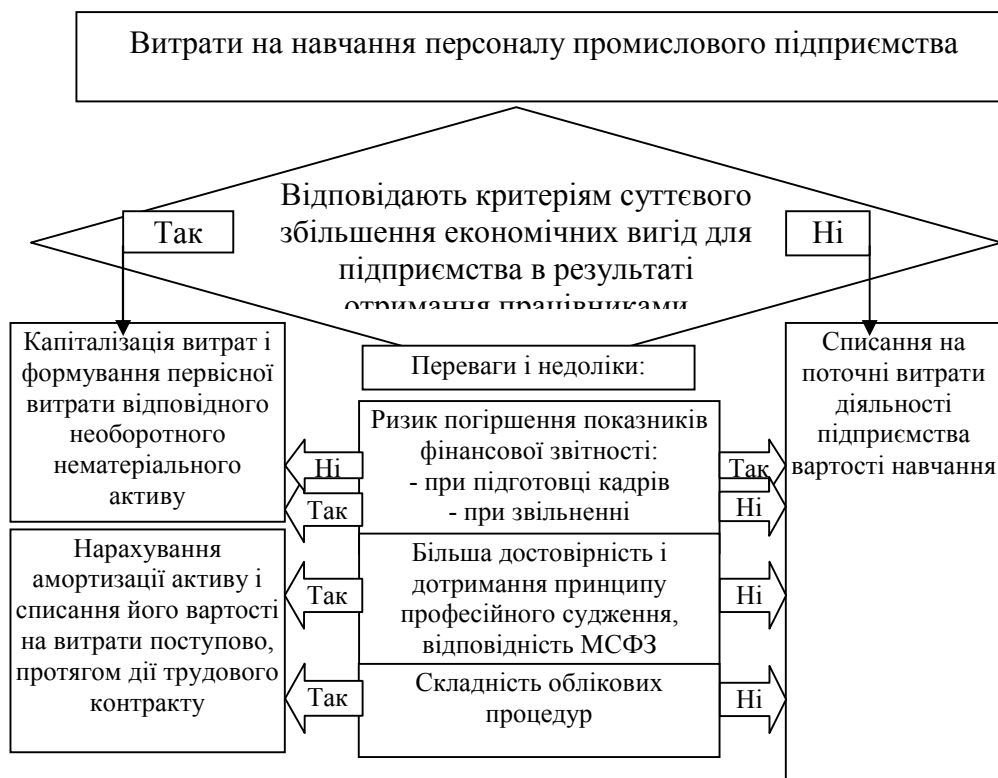 Витрати на навчання персоналу промислового підприємства
Відповідають критеріям суттєвого
збільшення економічних вигід для
підприємства в результаті
отримання працівниками
Так
Ні
Капіталізація витрат і
формування первісної
витрати відповідного
необоротного
нематеріального
активу
Переваги і недоліки:
Списання на
поточні витрати
діяльності
підприємства
вартості навчання
Ризик погіршення показників
фінансової звітності:
- при підготовці кадрів
- при звільненні
Ні
Так
Так
Ні
Нарахування
амортизації активу і
списання його вартості
на витрати поступово,
протягом дії трудового
контракту
Більша достовірність і
дотримання принципу
професійного судження,
відповідність МСФЗ
Так
Ні
Складність облікових
процедур
Так
Ні